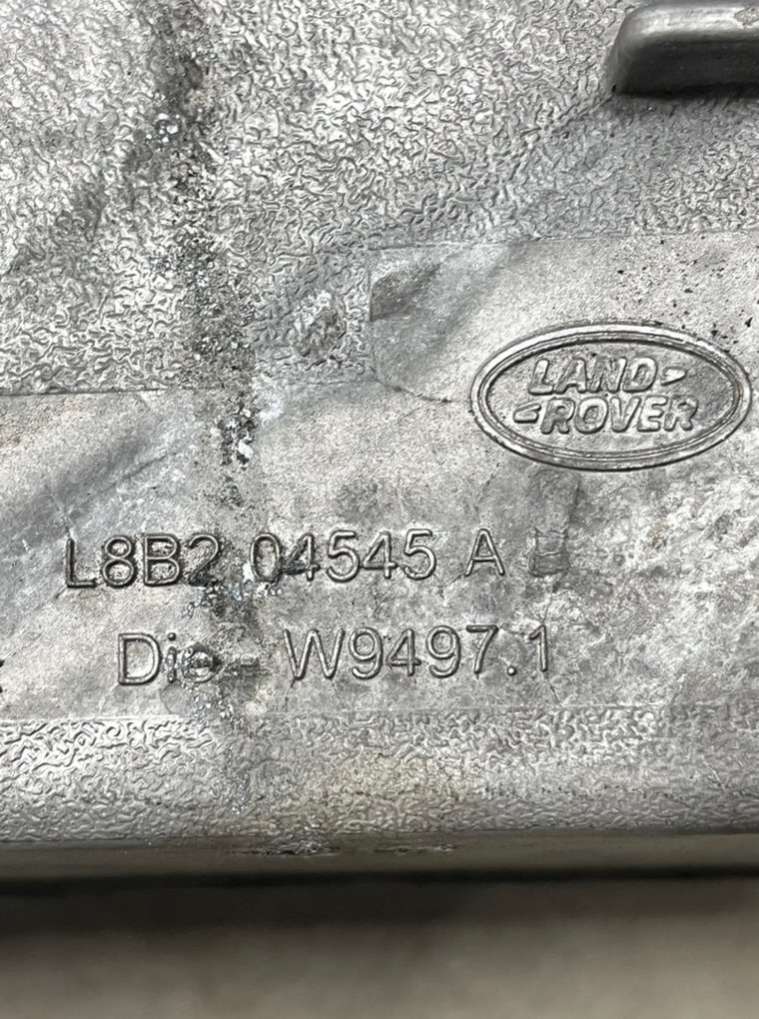 LAND
ROVER
L8B2 04545 A
Die - W9497.1